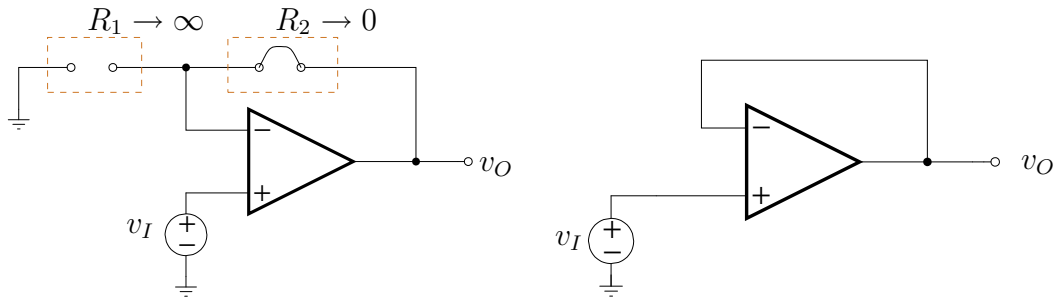 R₁ → ∞
R₂ → 0
−
+
v_O
v_I
+
−
−
+
v_O
v_I
+
−